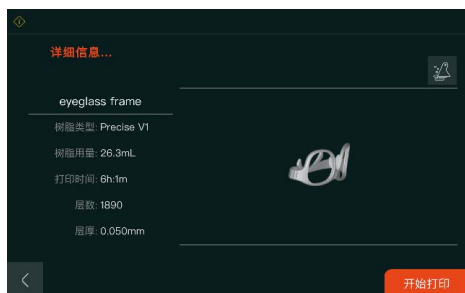 详细信息...
eyeglass frame
树脂类型: Precise V1
树脂用量: 26.3mL
打印时间: 6h:1m
层数: 1890
层厚: 0.050mm
开始打印